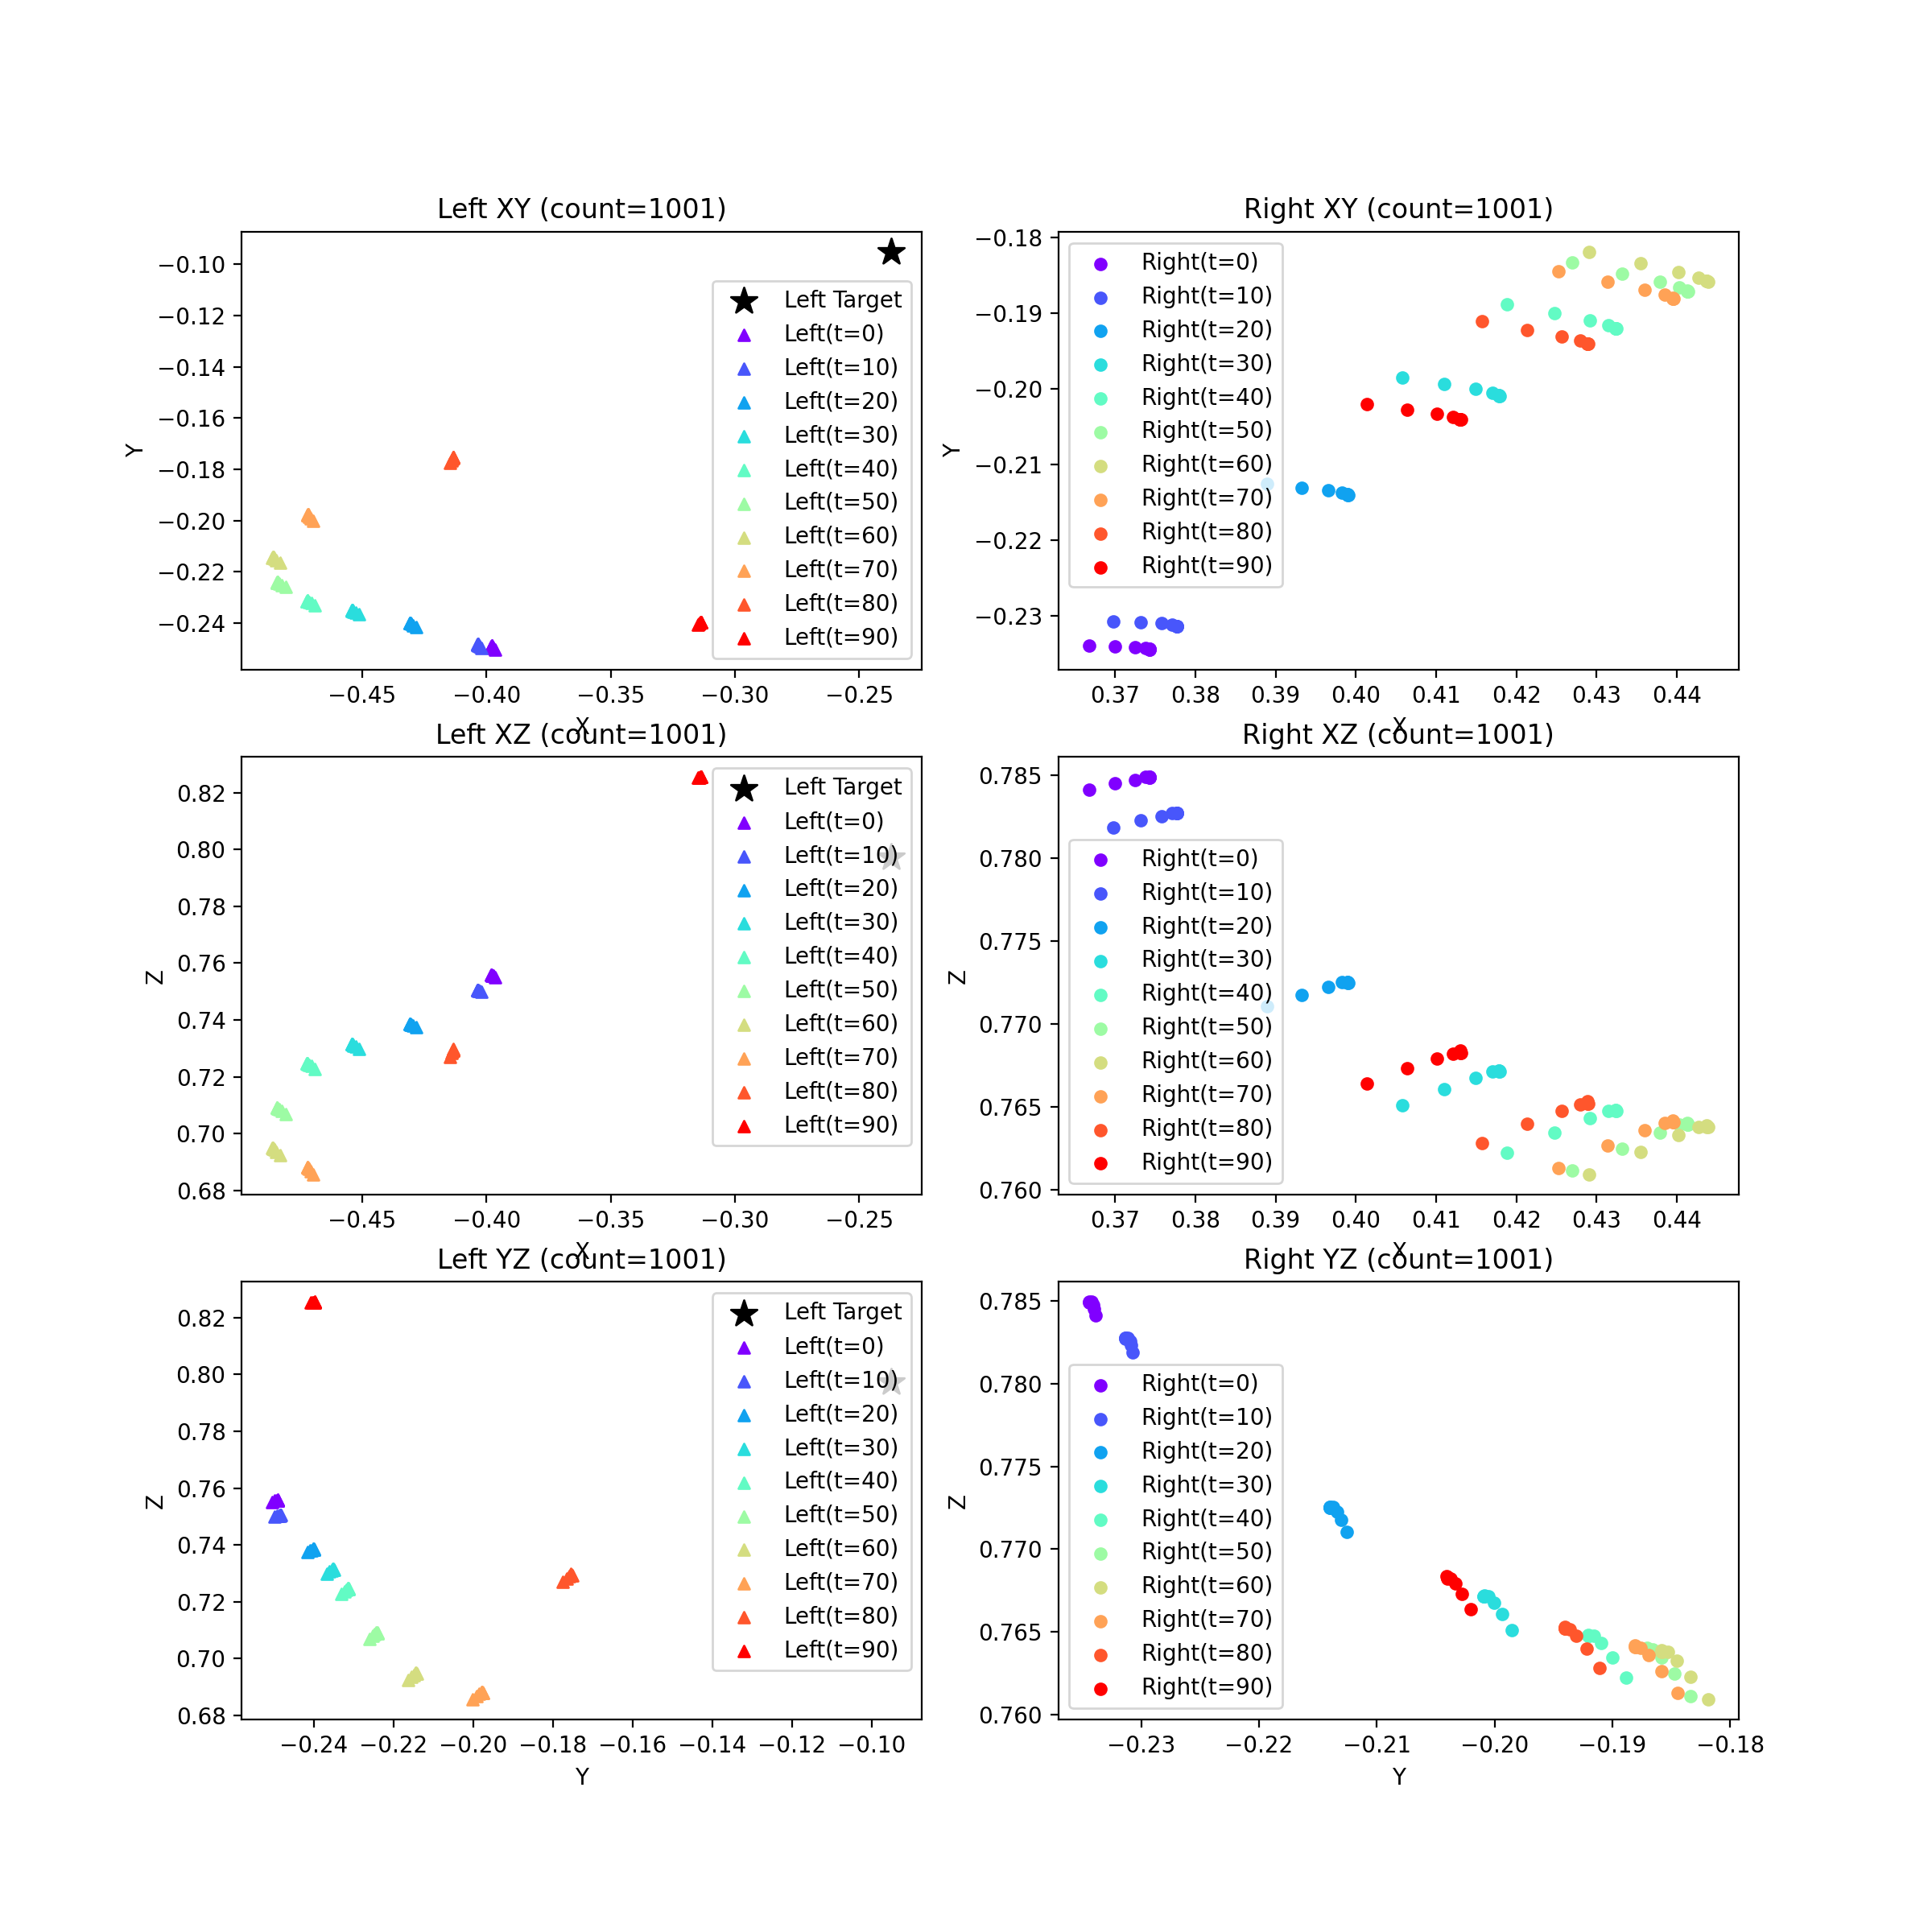 Left XY (count=1001)
−0.10
−0.12
−0.14
−0.16
−0.18
−0.20
−0.22
−0.24
Y
Left Target
Left(t=0)
Left(t=10)
Left(t=20)
Left(t=30)
Left(t=40)
Left(t=50)
Left(t=60)
Left(t=70)
Left(t=80)
Left(t=90)
−0.45 −0.40 −0.35 −0.30 −0.25
X
Right XY (count=1001)
−0.18
−0.19
−0.20
−0.21
−0.22
−0.23
Y
Right(t=0)
Right(t=10)
Right(t=20)
Right(t=30)
Right(t=40)
Right(t=50)
Right(t=60)
Right(t=70)
Right(t=80)
Right(t=90)
0.37 0.38 0.39 0.40 0.41 0.42 0.43 0.44
X
Left XZ (count=1001)
0.82
0.80
0.78
0.76
0.74
0.72
0.70
0.68
Z
Left Target
Left(t=0)
Left(t=10)
Left(t=20)
Left(t=30)
Left(t=40)
Left(t=50)
Left(t=60)
Left(t=70)
Left(t=80)
Left(t=90)
−0.45 −0.40 −0.35 −0.30 −0.25
X
Right XZ (count=1001)
0.785
0.780
0.775
0.770
0.765
0.760
Z
Right(t=0)
Right(t=10)
Right(t=20)
Right(t=30)
Right(t=40)
Right(t=50)
Right(t=60)
Right(t=70)
Right(t=80)
Right(t=90)
0.37 0.38 0.39 0.40 0.41 0.42 0.43 0.44
X
Left YZ (count=1001)
0.82
0.80
0.78
0.76
0.74
0.72
0.70
0.68
Z
Left Target
Left(t=0)
Left(t=10)
Left(t=20)
Left(t=30)
Left(t=40)
Left(t=50)
Left(t=60)
Left(t=70)
Left(t=80)
Left(t=90)
−0.24 −0.22 −0.20 −0.18 −0.16 −0.14 −0.12 −0.10
Y
Right YZ (count=1001)
0.785
0.780
0.775
0.770
0.765
0.760
Z
Right(t=0)
Right(t=10)
Right(t=20)
Right(t=30)
Right(t=40)
Right(t=50)
Right(t=60)
Right(t=70)
Right(t=80)
Right(t=90)
−0.23 −0.22 −0.21 −0.20 −0.19 −0.18
Y